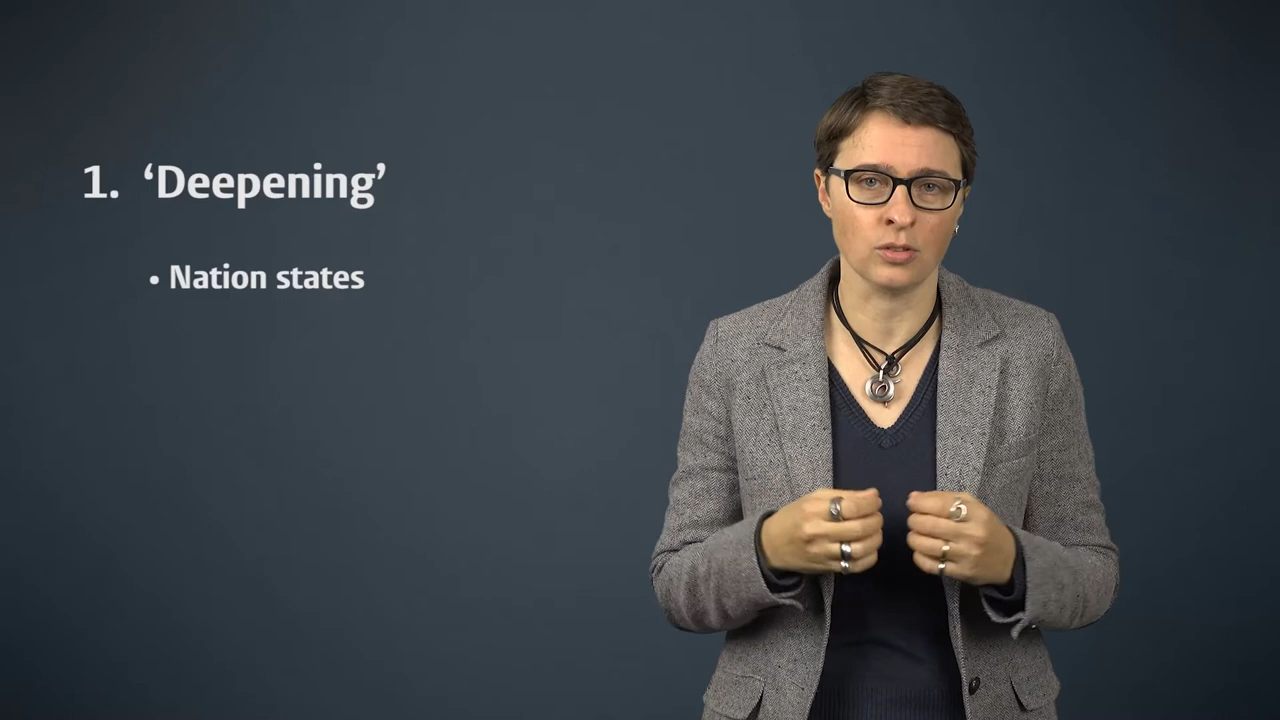 1. ‘Deepening’
• Nation states